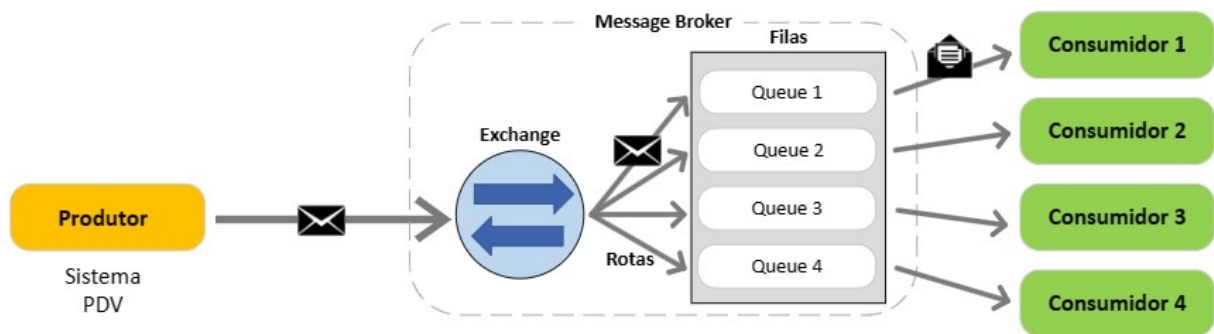 Message Broker
Filas
Consumidor 1
Queue 1
Exchange
Consumidor 2
Queue 2
Produtor
Queue 3
Consumidor 3
Rotas
Queue 4
Sistema
PDV
Consumidor 4